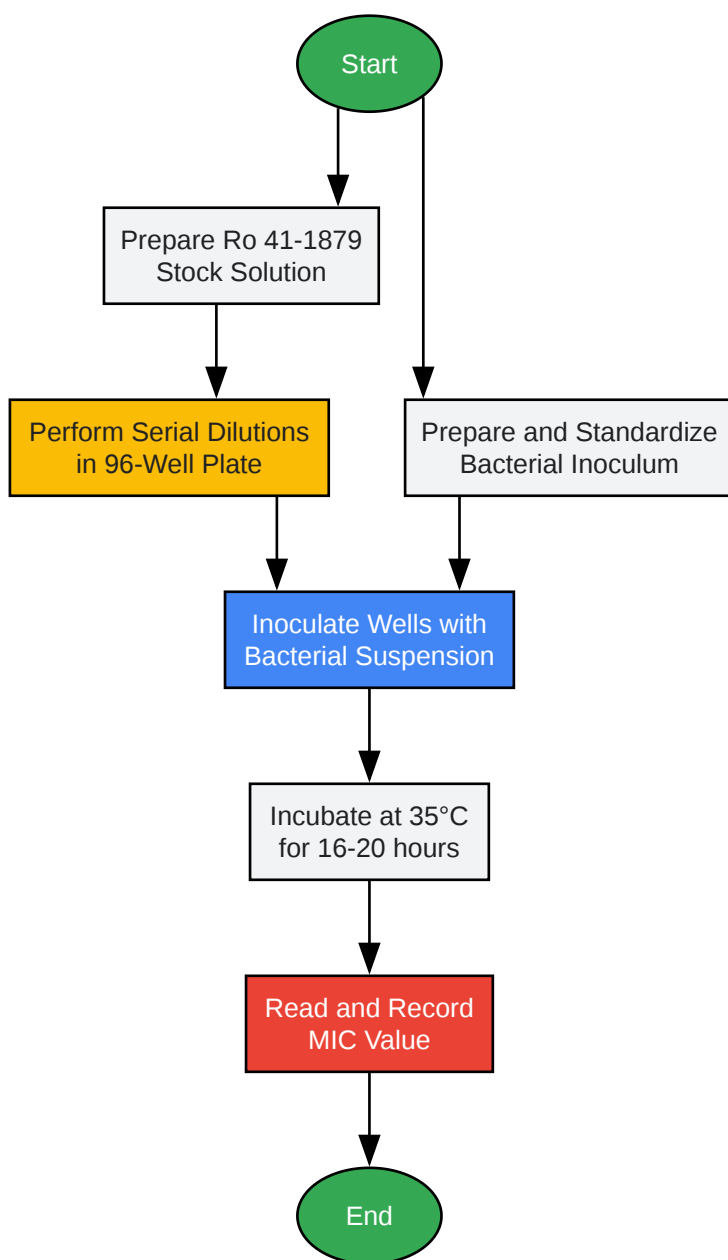 Start
Prepare Ro 41-1879
Stock Solution
Perform Serial Dilutions
in 96-Well Plate
Prepare and Standardize
Bacterial Inoculum
Inoculate Wells with
Bacterial Suspension
Incubate at 35°C
for 16-20 hours
Read and Record
MIC Value
End